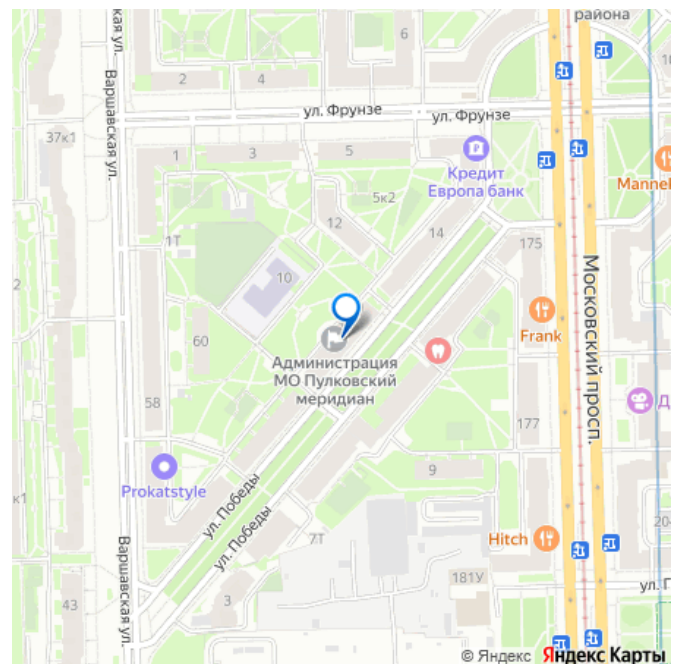 района
6
Варшавская ул.
2
4
ул. Фрунзе
ул. Фрунзе
37к1
1
3
5
Кредит
Европа банк
5к2
12
14
1Т
175
10
Московский просп.
Frank
60
Администрация
МО Пулковский
меридиан
58
177
9
Prokatstyle
ул. Победы
ул. Победы
7Т
Hitch
181У
Варшавская ул.
43
3
© Яндекс Яндекс Карты